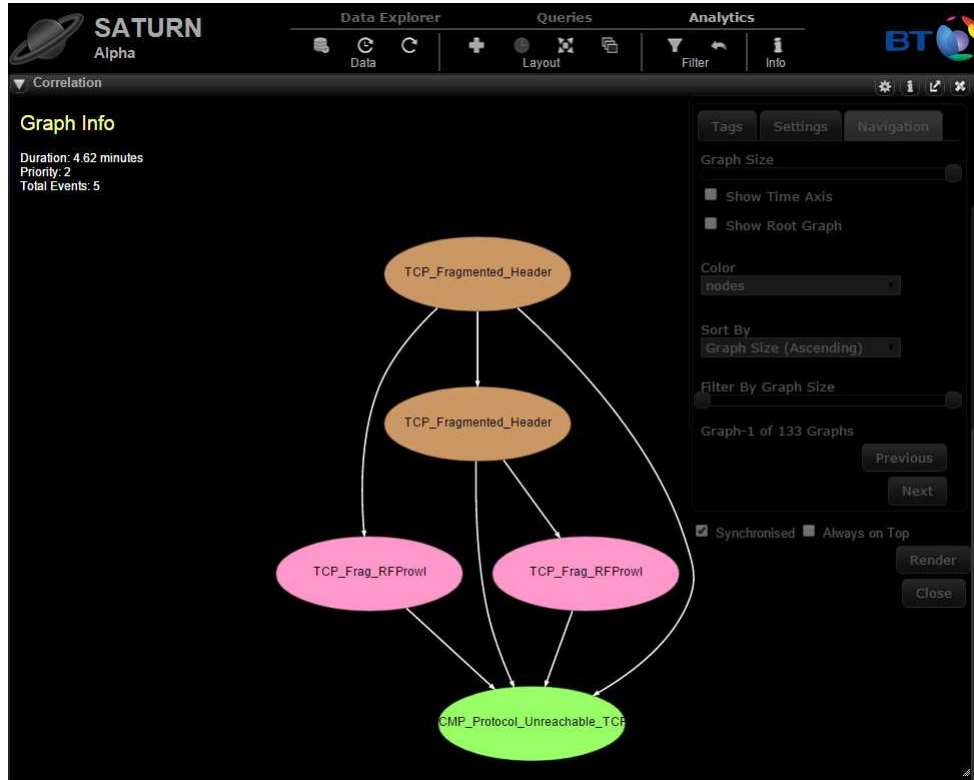 SATURN
Alpha
Data Explorer Queries Analytics
Data Layout Filter Info
BT
Correlation
Graph Info
Duration: 4.62 minutes
Priority: 2
Total Events: 5
Tags Settings Navigation
Graph Size
Show Time Axis
Show Root Graph
Color
nodes
Sort By
Graph Size (Ascending)
Filter By Graph Size
Graph-1 of 133 Graphs
Previous
Next
Synchronised Always on Top
Render
Close
TCP_Fragmented_Header
TCP_Fragmented_Header
TCP_Frag_RFProwl TCP_Frag_RFProwl
CMP_Protocol_Unreachable_TCP